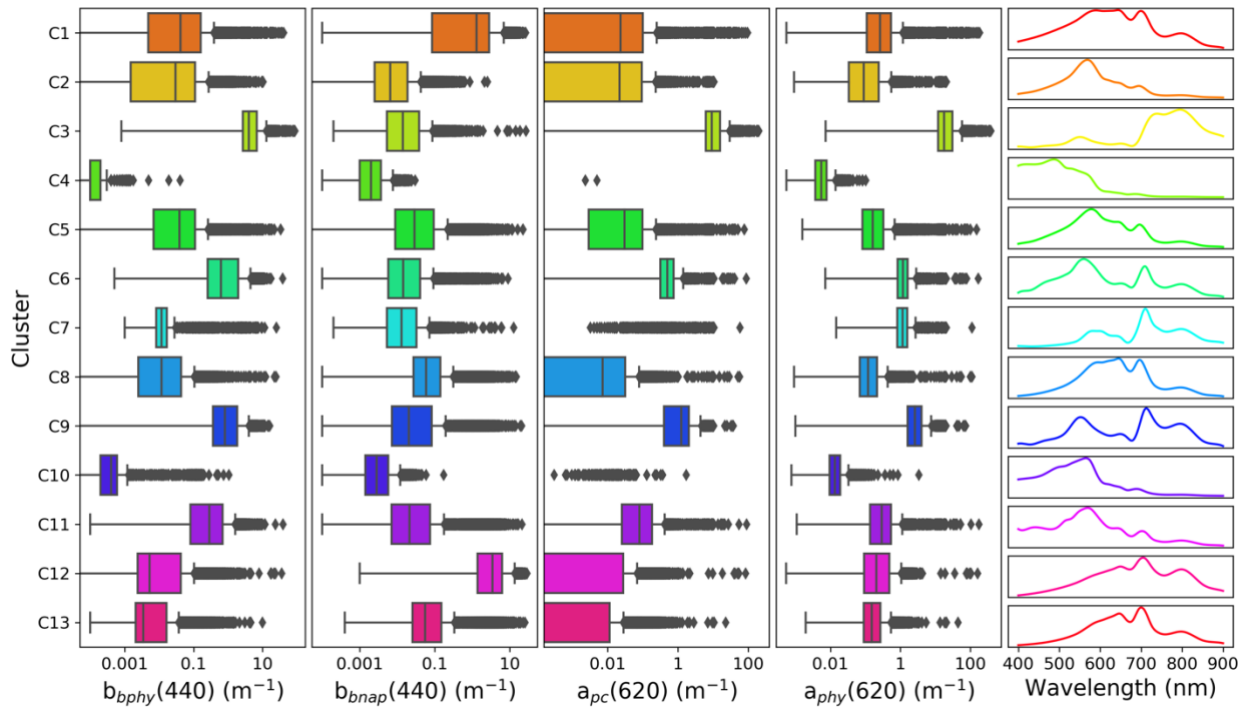 Cluster
C1
C2
C3
C4
C5
C6
C7
C8
C9
C10
C11
C12
C13
0.001 0.1 10
0.001 0.1 10
0.01 1 100
0.01 1 100
400 500 600 700 800 900
b_bphy(440) (m⁻¹)
b_bnap(440) (m⁻¹)
a_pc(620) (m⁻¹)
a_phy(620) (m⁻¹)
Wavelength (nm)